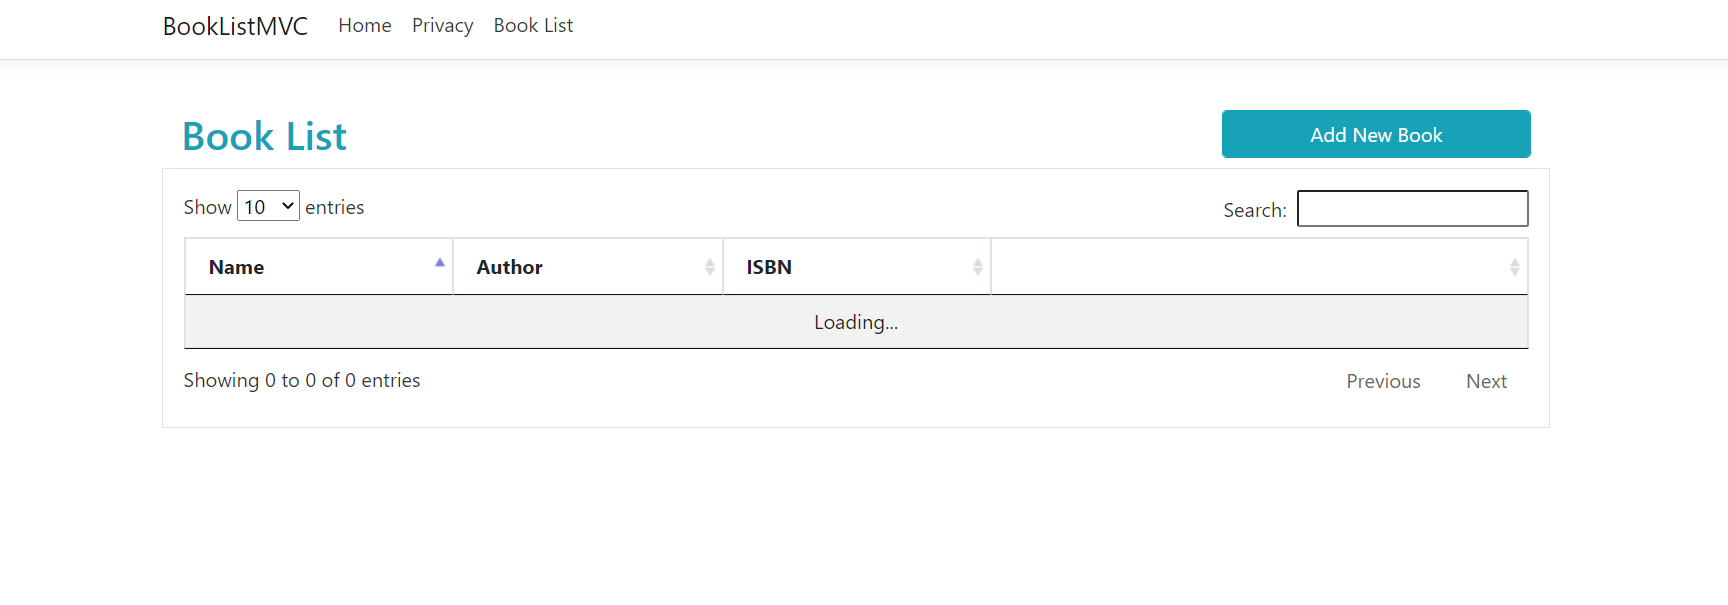 BookListMVC Home Privacy Book List
Book List Add New Book
Show 10 entries Search:
Name Author ISBN
Loading...
Showing 0 to 0 of 0 entries Previous Next